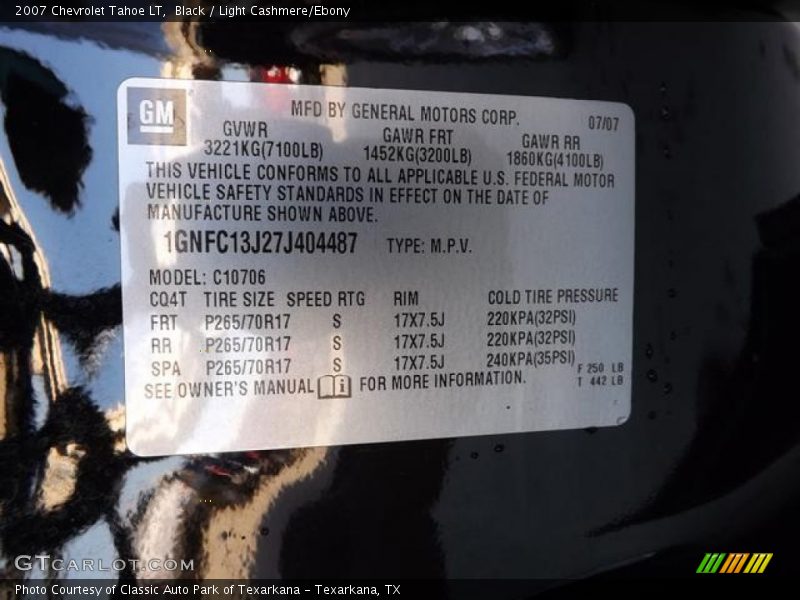 2007 Chevrolet Tahoe LT, Black / Light Cashmere/Ebony
GM
MFD BY GENERAL MOTORS CORP. 07/07
GVWR GAWR FRT GAWR RR
3221KG(7100LB) 1452KG(3200LB) 1860KG(4100LB)
THIS VEHICLE CONFORMS TO ALL APPLICABLE U.S. FEDERAL MOTOR
VEHICLE SAFETY STANDARDS IN EFFECT ON THE DATE OF
MANUFACTURE SHOWN ABOVE.
1GNFC13J27J404487 TYPE: M.P.V.
MODEL: C10706
CQ4T TIRE SIZE SPEED RTG RIM COLD TIRE PRESSURE
FRT P265/70R17 S 17X7.5J 220KPA(32PSI)
RR P265/70R17 S 17X7.5J 220KPA(32PSI)
SPA P265/70R17 S 17X7.5J 240KPA(35PSI)
F 250 LB
T 442 LB
SEE OWNER'S MANUAL i FOR MORE INFORMATION.
GTCARLOT.COM
Photo Courtesy of Classic Auto Park of Texarkana - Texarkana, TX